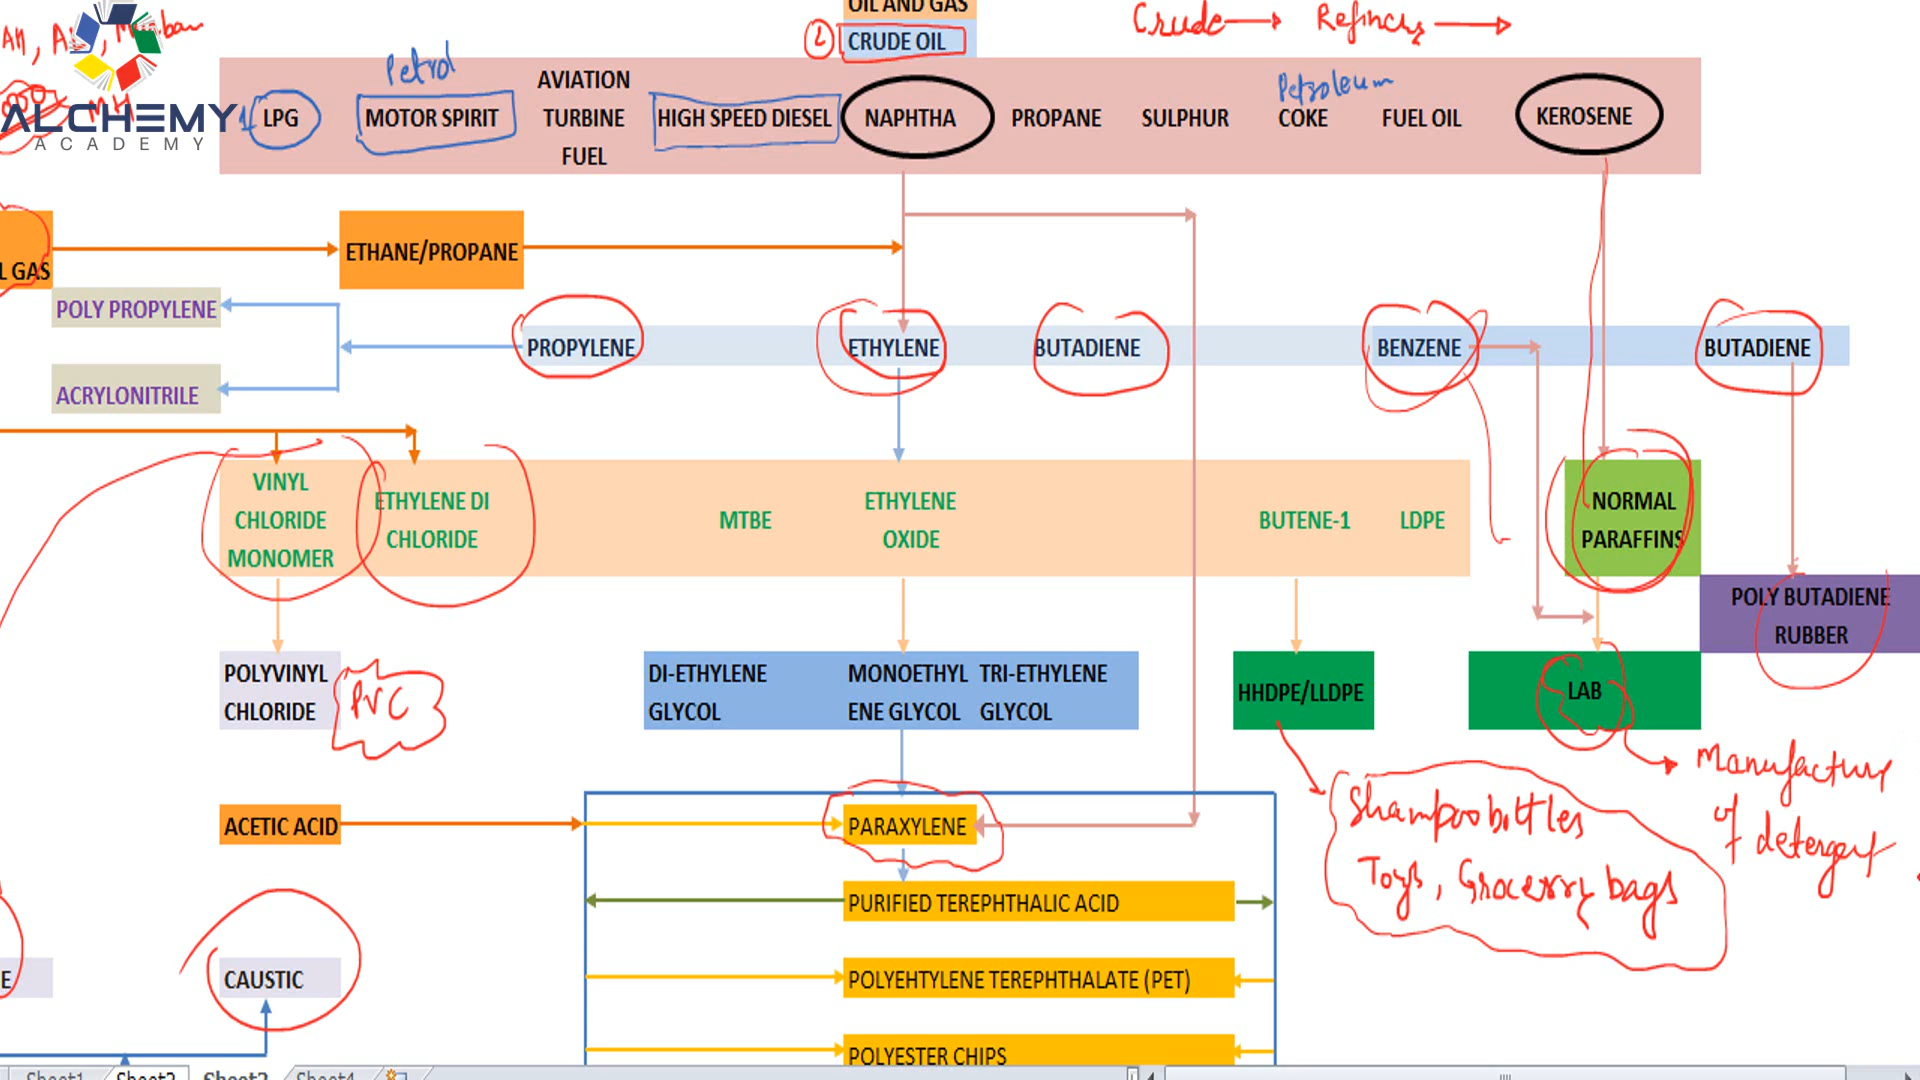 OIL AND GAS
Crude → Refinery →
2 CRUDE OIL
ALCHEMY
ACADEMY
Petrol
Petroleum
1 LPG
MOTOR SPIRIT
AVIATION
TURBINE
FUEL
HIGH SPEED DIESEL
NAPHTHA
PROPANE
SULPHUR
COKE
FUEL OIL
KEROSENE
L GAS
ETHANE/PROPANE
POLY PROPYLENE
PROPYLENE
ETHYLENE
BUTADIENE
BENZENE
BUTADIENE
ACRYLONITRILE
VINYL
CHLORIDE
MONOMER
ETHYLENE DI
CHLORIDE
MTBE
ETHYLENE
OXIDE
BUTENE-1
LDPE
NORMAL
PARAFFINS
POLY BUTADIENE
RUBBER
POLYVINYL
CHLORIDE
PVC
DI-ETHYLENE
GLYCOL
MONOETHYL
ENE GLYCOL
TRI-ETHYLENE
GLYCOL
HHDPE/LLDPE
LAB
Manufacture
of detergent
Shampoo bottles
Toys, Grocerry bags
ACETIC ACID
PARAXYLENE
PURIFIED TEREPHTHALIC ACID
E
CAUSTIC
POLYEHTYLENE TEREPHTHALATE (PET)
POLYESTER CHIPS
Sheet1
Sheet2
Sheet3
Sheet4